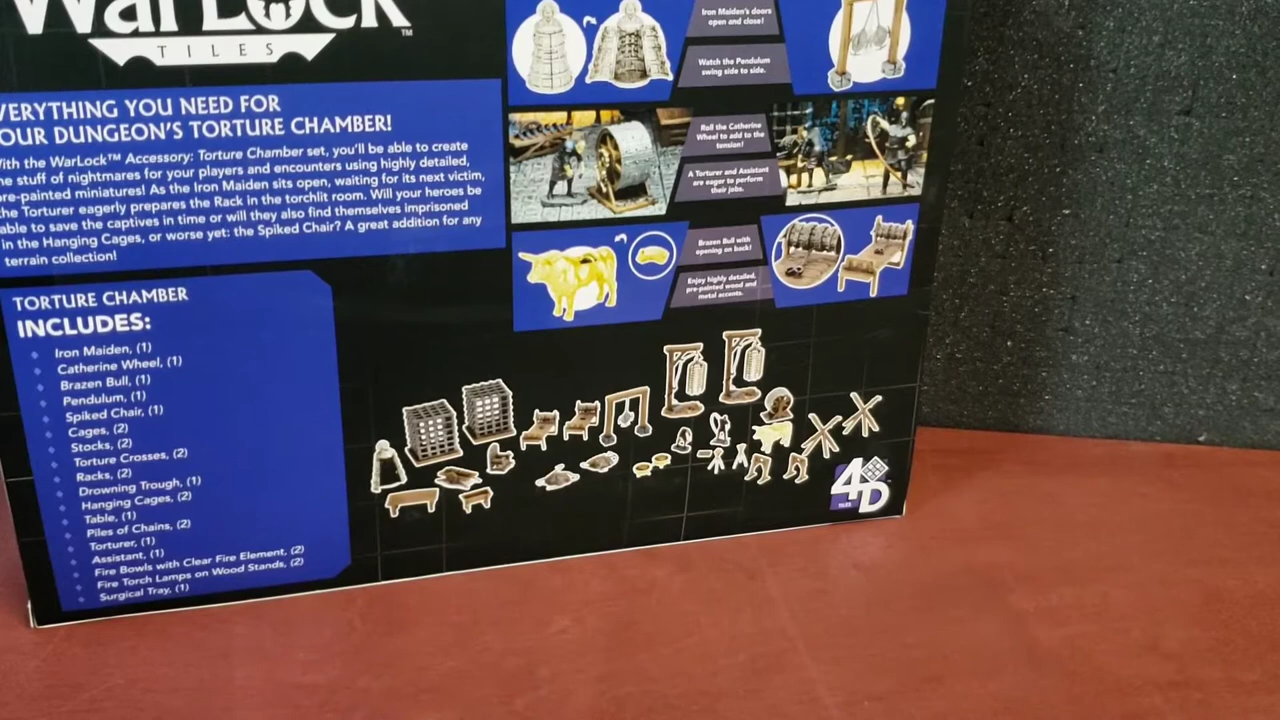 WarLock™
TILES
VERYTHING YOU NEED FOR
OUR DUNGEON'S TORTURE CHAMBER!
With the WarLock™ Accessory: Torture Chamber set, you'll be able to create
he stuff of nightmares for your players and encounters using highly detailed,
re-painted miniatures! As the Iron Maiden sits open, waiting for its next victim,
the Torturer eagerly prepares the Rack in the torchlit room. Will your heroes be
able to save the captives in time or will they also find themselves imprisoned
in the Hanging Cages, or worse yet: the Spiked Chair? A great addition for any
terrain collection!
TORTURE CHAMBER
INCLUDES:
Iron Maiden, (1)
Catherine Wheel, (1)
Brazen Bull, (1)
Pendulum, (1)
Spiked Chair, (1)
Cages, (2)
Stocks, (2)
Torture Crosses, (2)
Racks, (2)
Drowning Trough, (1)
Hanging Cages, (2)
Table, (1)
Piles of Chains, (2)
Torturer, (1)
Assistant, (1)
Fire Bowls with Clear Fire Element, (2)
Fire Torch Lamps on Wood Stands, (2)
Surgical Tray, (1)
Iron Maiden's doors
open and close!
Watch the Pendulum
swing side to side.
Roll the Catherine
Wheel to add to the
tension!
A Torturer and Assistant
are eager to perform
their jobs.
Brazen Bull with
opening on back!
Enjoy highly detailed,
pre-painted wood and
metal accents.
4D
TILES